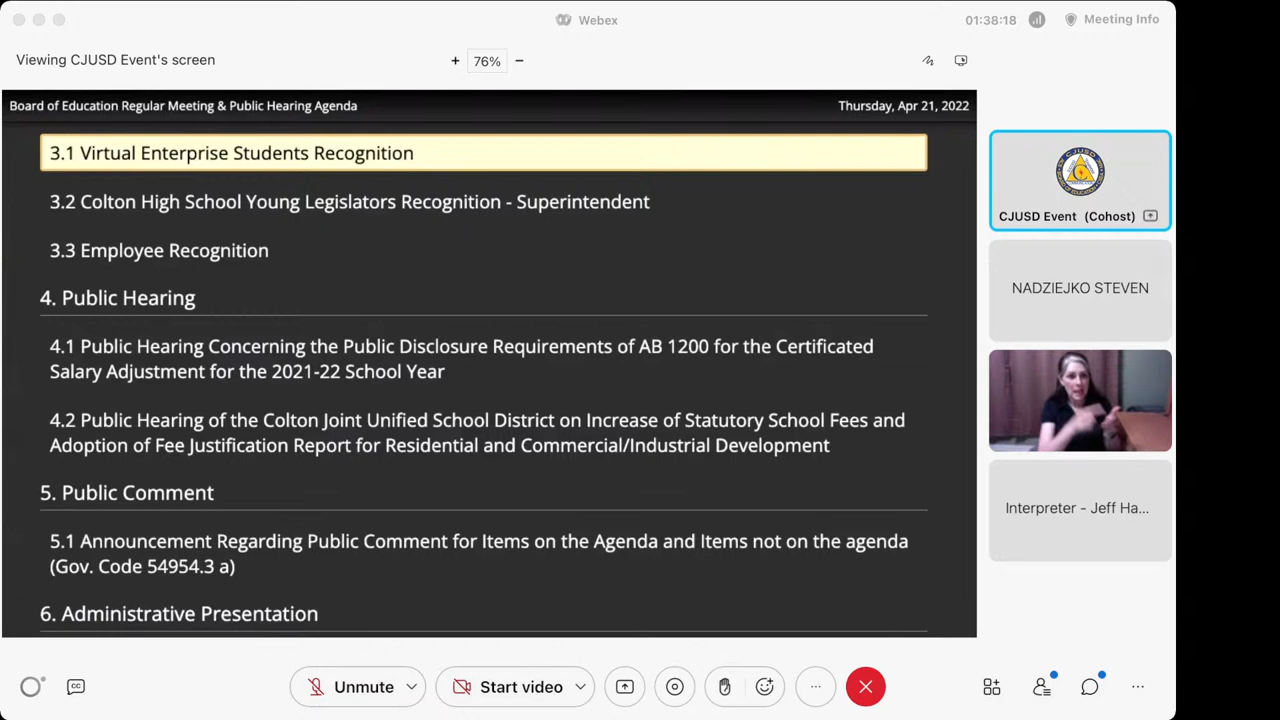 Webex
01:38:18
Meeting Info
Viewing CJUSD Event's screen
+ 76% −
Board of Education Regular Meeting & Public Hearing Agenda
Thursday, Apr 21, 2022
3.1 Virtual Enterprise Students Recognition
3.2 Colton High School Young Legislators Recognition - Superintendent
3.3 Employee Recognition
4. Public Hearing
4.1 Public Hearing Concerning the Public Disclosure Requirements of AB 1200 for the Certificated
Salary Adjustment for the 2021-22 School Year
4.2 Public Hearing of the Colton Joint Unified School District on Increase of Statutory School Fees and
Adoption of Fee Justification Report for Residential and Commercial/Industrial Development
5. Public Comment
5.1 Announcement Regarding Public Comment for Items on the Agenda and Items not on the agenda
(Gov. Code 54954.3 a)
6. Administrative Presentation
CJUSD Event (Cohost)
NADZIEJKO STEVEN
Interpreter - Jeff Ha...
CC
Unmute
Start video